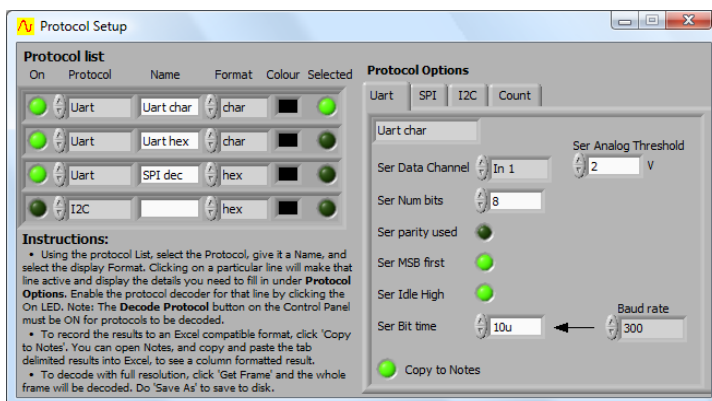 Protocol Setup
Protocol list
On Protocol Name Format Colour Selected
Uart Uart char char
Uart Uart hex char
Uart SPI dec hex
I2C hex
Instructions:
• Using the protocol List, select the Protocol, give it a Name, and
select the display Format. Clicking on a particular line will make that
line active and display the details you need to fill in under Protocol
Options. Enable the protocol decoder for that line by clicking the
On LED. Note: The Decode Protocol button on the Control Panel
must be ON for protocols to be decoded.
• To record the results to an Excel compatible format, click 'Copy
to Notes'. You can open Notes, and copy and paste the tab
delimited results into Excel, to see a column formatted result.
• To decode with full resolution, click 'Get Frame' and the whole
frame will be decoded. Do 'Save As' to save to disk.
Protocol Options
Uart SPI I2C Count
Uart char
Ser Analog Threshold
Ser Data Channel In 1 2 V
Ser Num bits 8
Ser parity used
Ser MSB first
Ser Idle High
Baud rate
Ser Bit time 10u 300
Copy to Notes